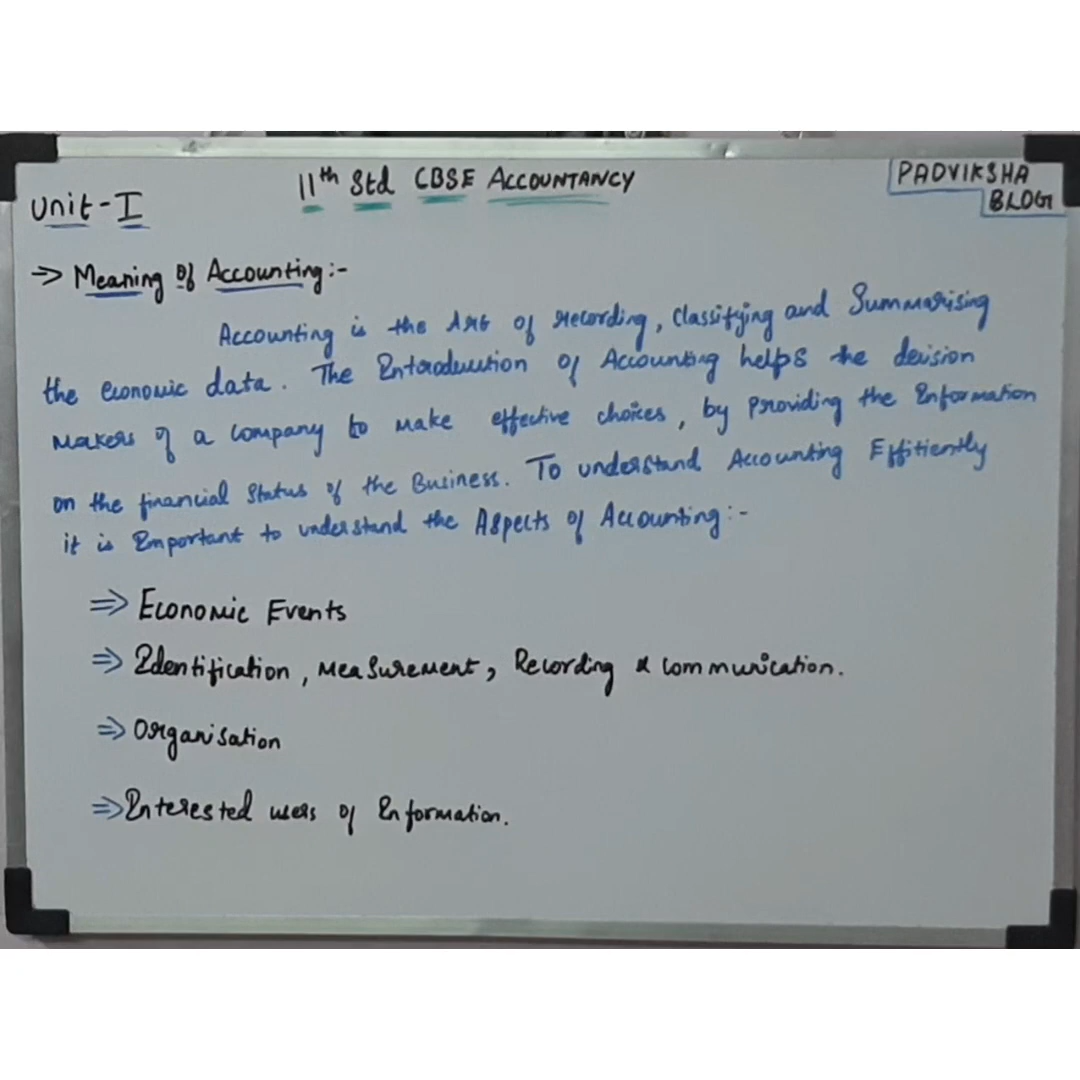 11th Std CBSE ACCOUNTANCY
PADVIKSHA
BLOG
Unit-I
⇒ Meaning of Accounting:-
Accounting is the Art of recording, classifying and Summarising
the economic data. The Introduction of Accounting helps the decision
makers of a company to make effective choices, by providing the Information
on the financial status of the Business. To understand Accounting Effitiently
it is Important to understand the Aspects of Accounting:-
⇒ Economic Events
⇒ Identification, measurement, Recording & communication.
⇒ Organisation
⇒ Interested users of Information.